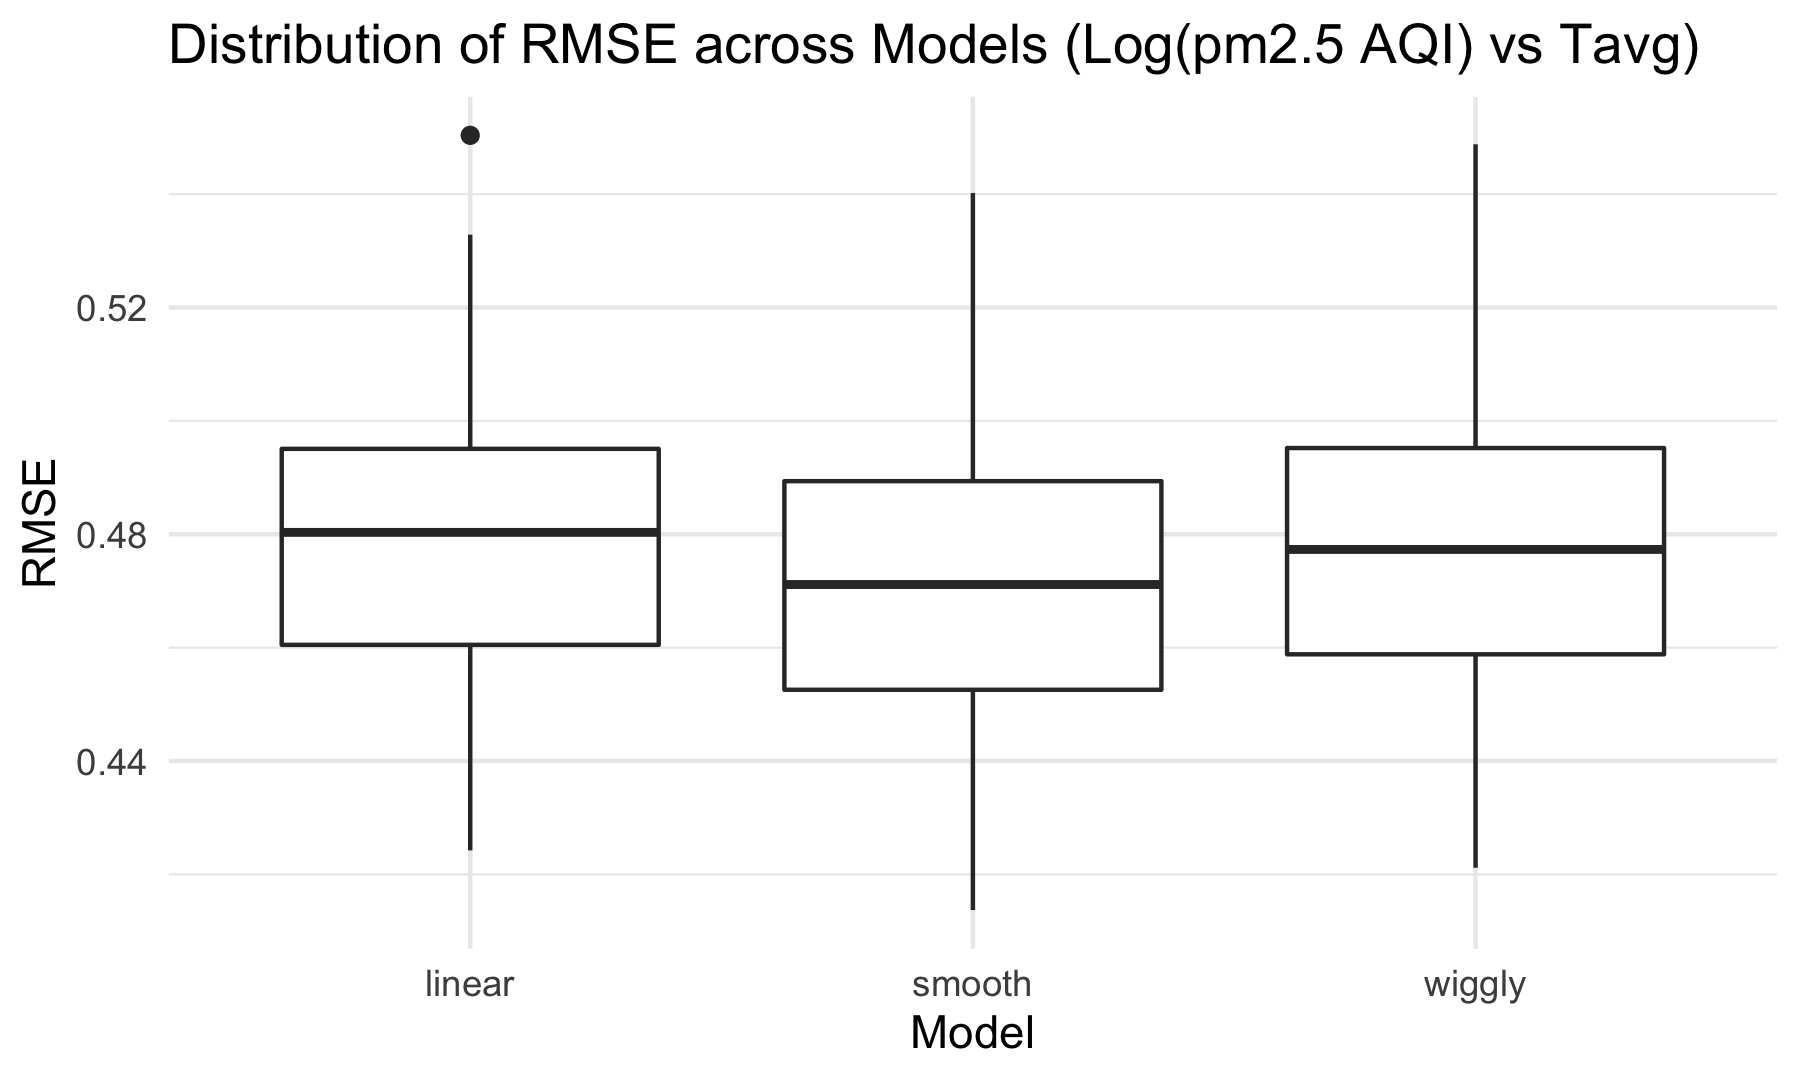 Distribution of RMSE across Models (Log(pm2.5 AQI) vs Tavg)
RMSE
0.52
0.48
0.44
linear
smooth
wiggly
Model